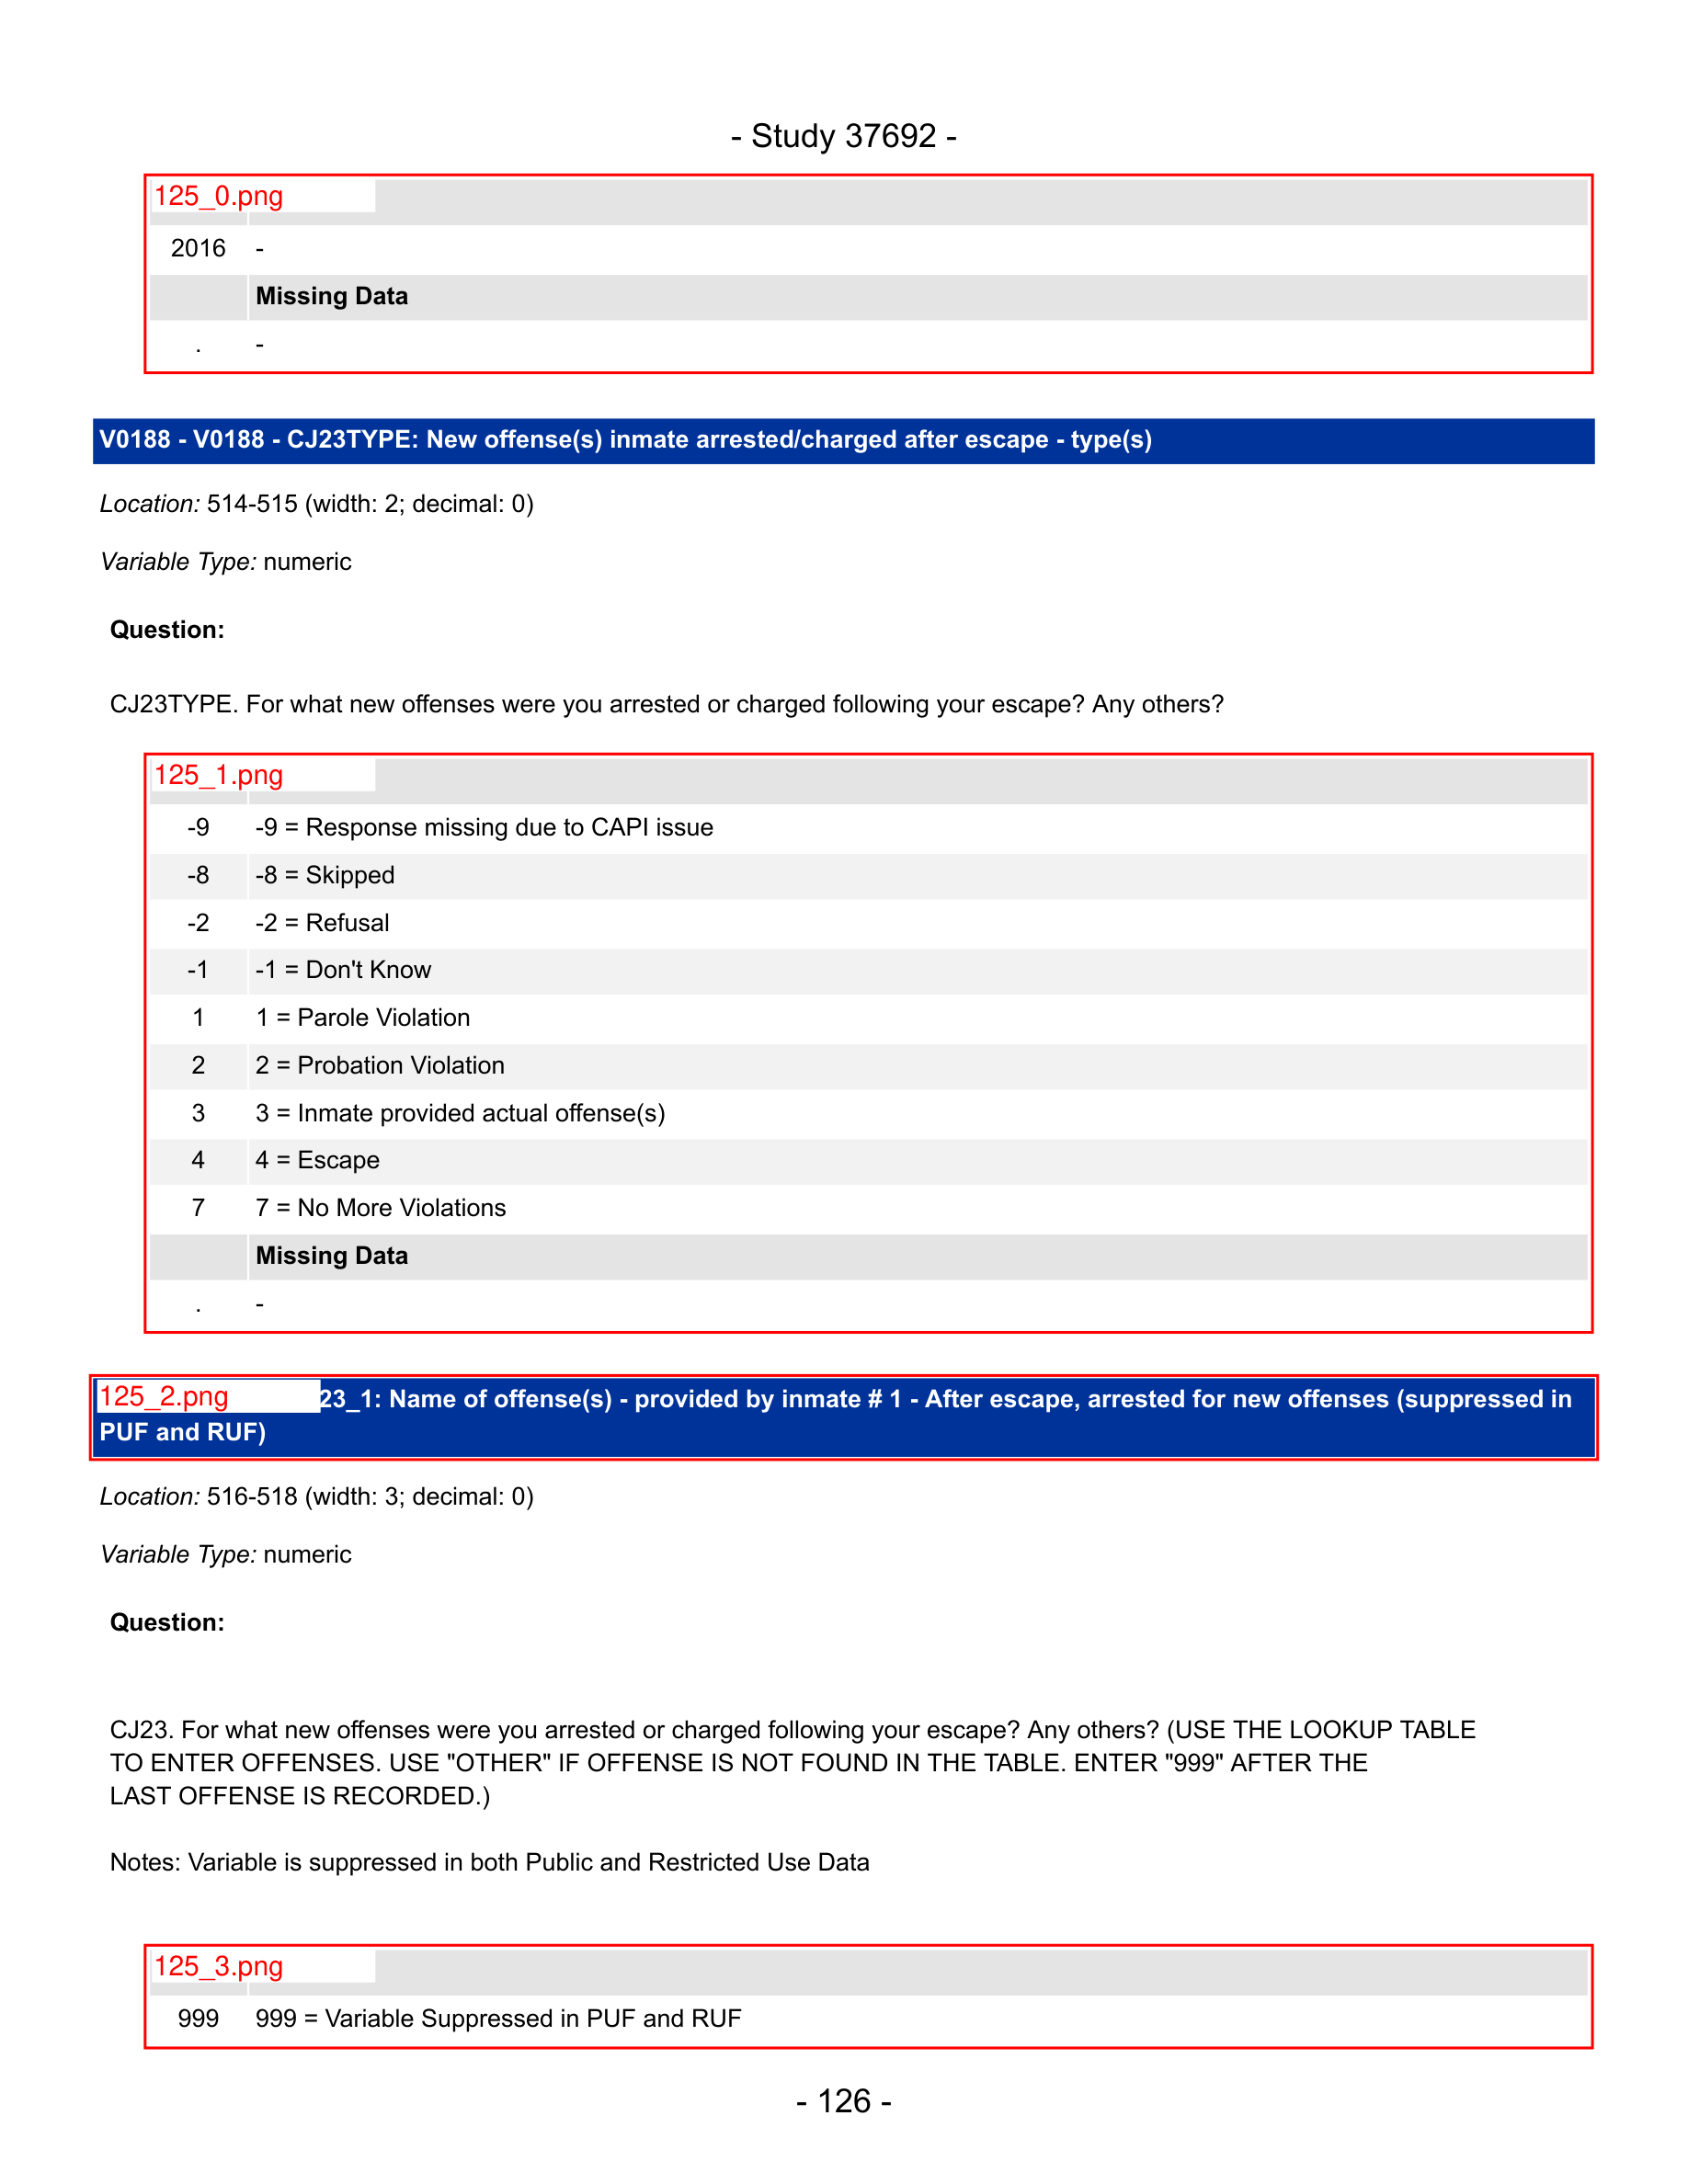 - Study 37692 -
125_0.png
2016 -
Missing Data
. -
V0188 - V0188 - CJ23TYPE: New offense(s) inmate arrested/charged after escape - type(s)
Location: 514-515 (width: 2; decimal: 0)
Variable Type: numeric
Question:
CJ23TYPE. For what new offenses were you arrested or charged following your escape? Any others?
125_1.png
-9 -9 = Response missing due to CAPI issue
-8 -8 = Skipped
-2 -2 = Refusal
-1 -1 = Don't Know
1 1 = Parole Violation
2 2 = Probation Violation
3 3 = Inmate provided actual offense(s)
4 4 = Escape
7 7 = No More Violations
Missing Data
. -
125_2.png 23_1: Name of offense(s) - provided by inmate # 1 - After escape, arrested for new offenses (suppressed in
PUF and RUF)
Location: 516-518 (width: 3; decimal: 0)
Variable Type: numeric
Question:
CJ23. For what new offenses were you arrested or charged following your escape? Any others? (USE THE LOOKUP TABLE
TO ENTER OFFENSES. USE "OTHER" IF OFFENSE IS NOT FOUND IN THE TABLE. ENTER "999" AFTER THE
LAST OFFENSE IS RECORDED.)
Notes: Variable is suppressed in both Public and Restricted Use Data
125_3.png
999 999 = Variable Suppressed in PUF and RUF
- 126 -